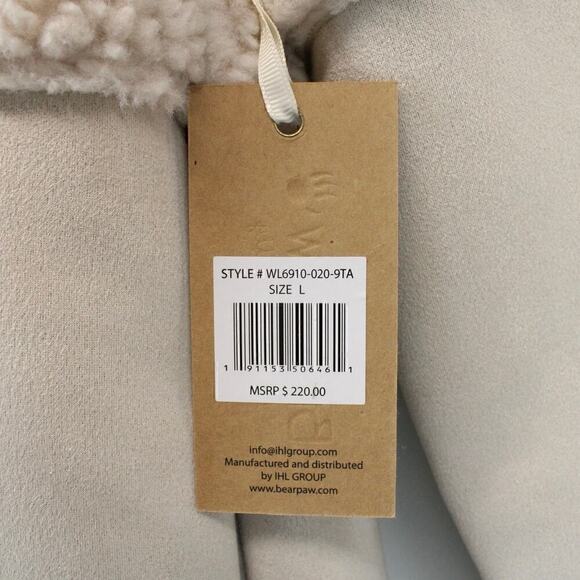 STYLE # WL6910-020-9TA
SIZE L
1 91153 50646 1
MSRP $ 220.00
info@ihlgroup.com
Manufactured and distributed
by IHL GROUP
www.bearpaw.com